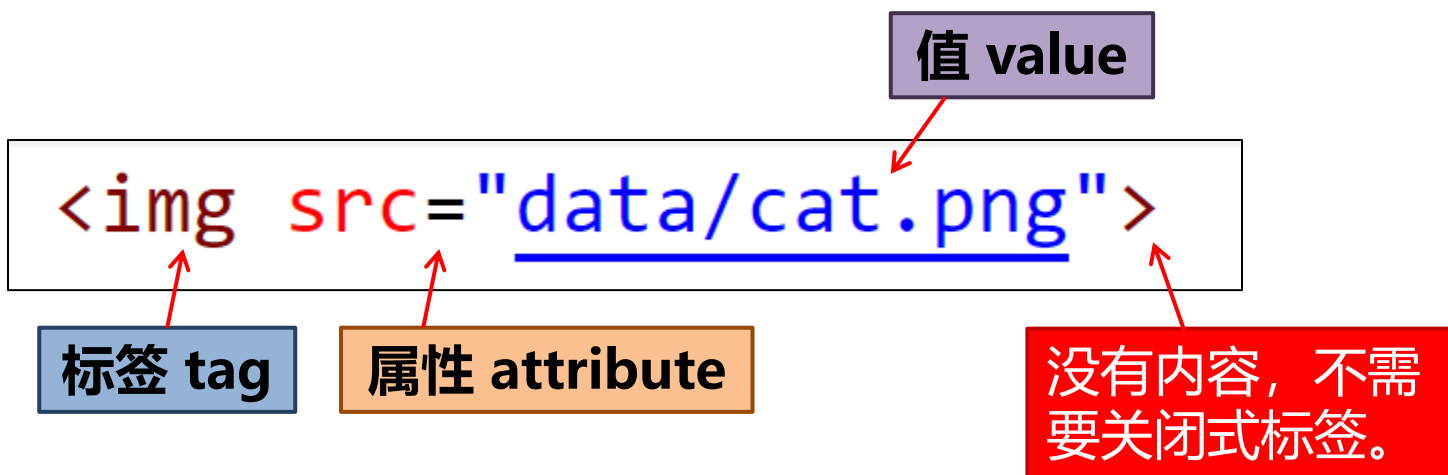 值 value
<img src="data/cat.png">
标签 tag
属性 attribute
没有内容，不需
要关闭式标签。